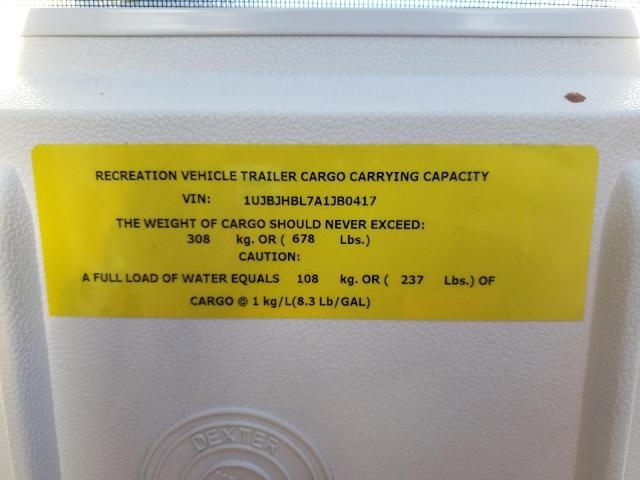 RECREATION VEHICLE TRAILER CARGO CARRYING CAPACITY
VIN: 1UJBJHBL7A1JB0417
THE WEIGHT OF CARGO SHOULD NEVER EXCEED:
308 kg. OR ( 678 Lbs.)
CAUTION:
A FULL LOAD OF WATER EQUALS 108 kg. OR ( 237 Lbs.) OF
CARGO @ 1 kg/L(8.3 Lb/GAL)
DEXTER